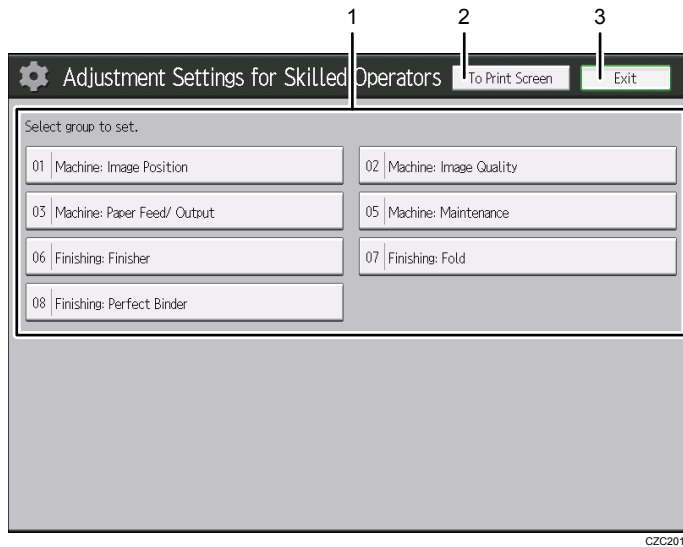 1 2 3
Adjustment Settings for Skilled Operators To Print Screen Exit
Select group to set.
01 Machine: Image Position 02 Machine: Image Quality
03 Machine: Paper Feed/ Output 05 Machine: Maintenance
06 Finishing: Finisher 07 Finishing: Fold
08 Finishing: Perfect Binder
CZC201